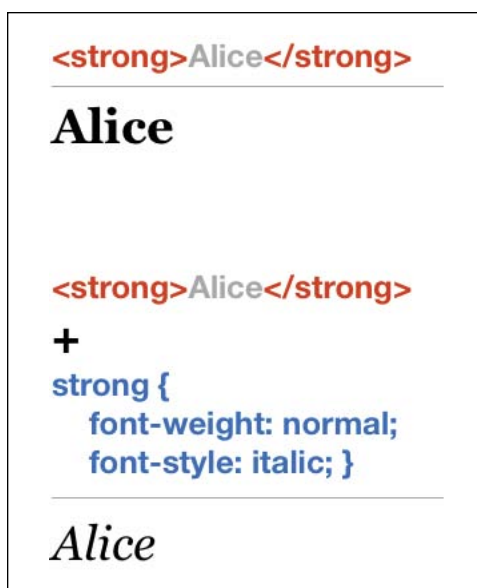 <strong>Alice</strong>
Alice
<strong>Alice</strong>
+
strong {
font-weight: normal;
font-style: italic; }
Alice